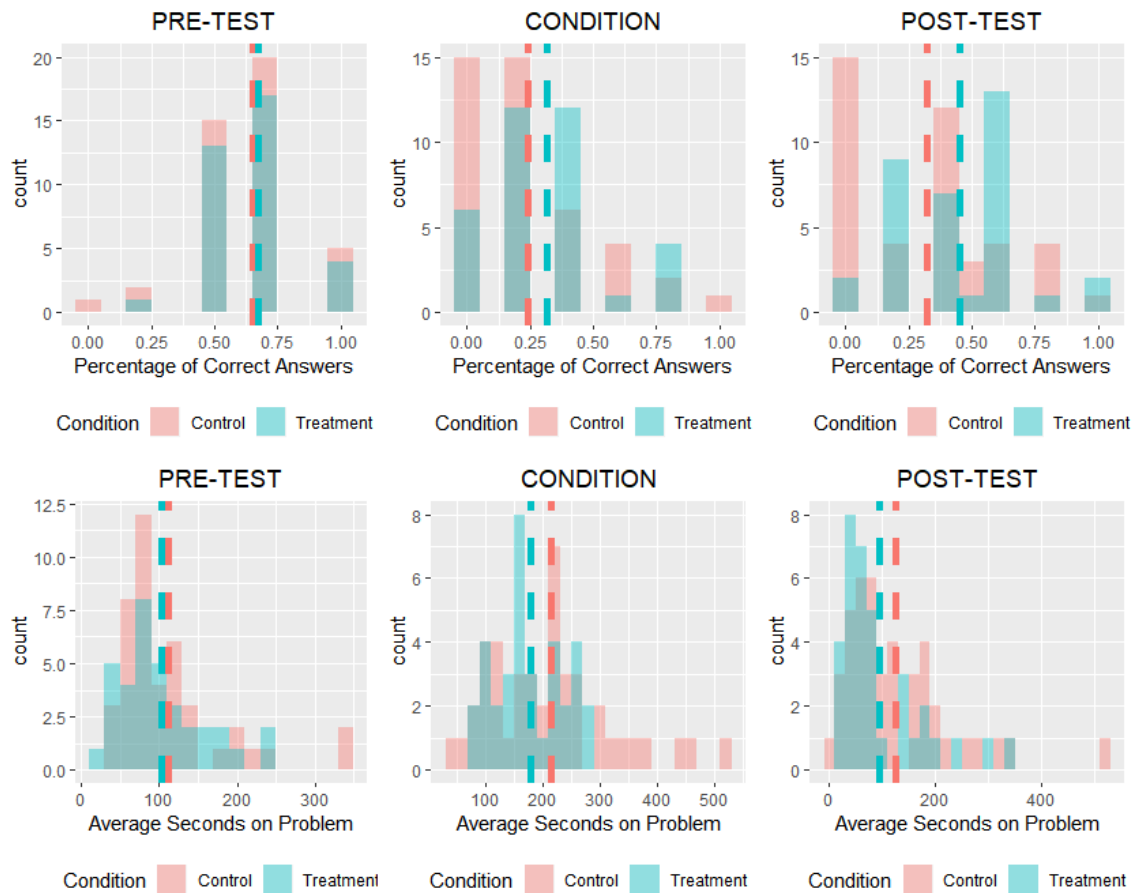 PRE-TEST CONDITION POST-TEST
20 15 15
15
10 10
10
5 5
5
0 0 0
count count count
0.00 0.25 0.50 0.75 1.00 0.00 0.25 0.50 0.75 1.00 0.00 0.25 0.50 0.75 1.00
Percentage of Correct Answers Percentage of Correct Answers Percentage of Correct Answers
Condition Control Treatment Condition Control Treatment Condition Control Treatment
PRE-TEST CONDITION POST-TEST
12.5 8 8
10.0
6 6
7.5
4 4
5.0
2.5 2 2
0.0 0 0
count count count
0 100 200 300 100 200 300 400 500 0 200 400
Average Seconds on Problem Average Seconds on Problem Average Seconds on Problem
Condition Control Treatment Condition Control Treatment Condition Control Treatment